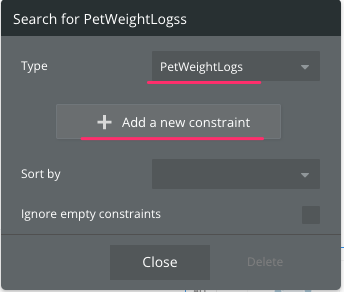 Search for PetWeightLogss
Type
PetWeightLogs
+ Add a new constraint
Sort by
Ignore empty constraints
Close
Delete